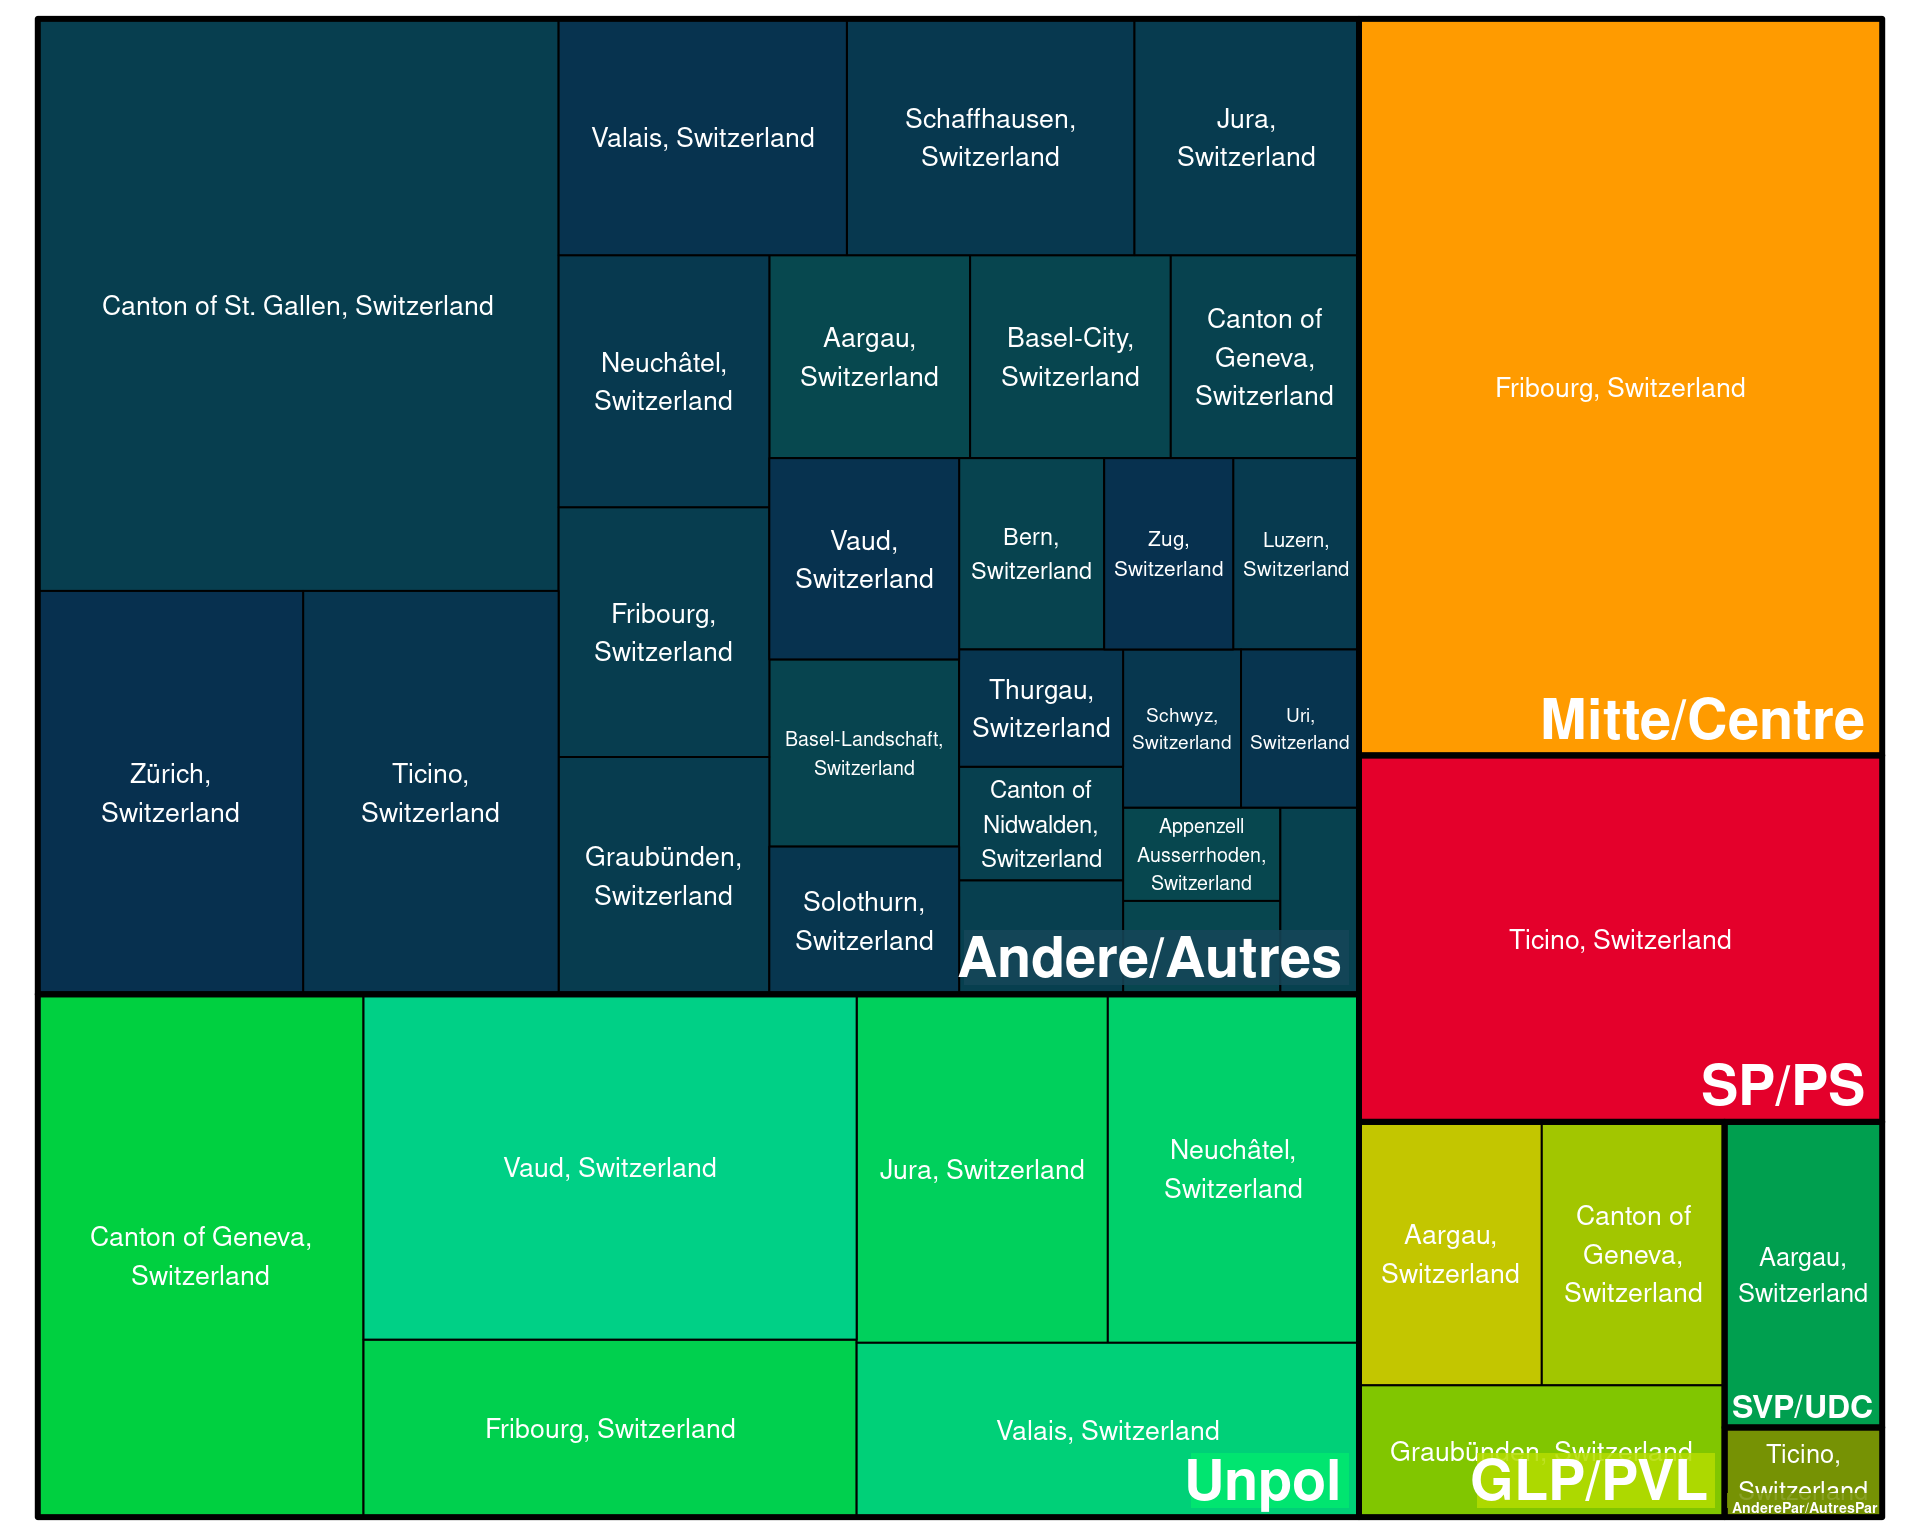 Canton of St. Gallen, Switzerland
Valais, Switzerland
Schaffhausen,
Switzerland
Jura,
Switzerland
Neuchâtel,
Switzerland
Aargau,
Switzerland
Basel-City,
Switzerland
Canton of
Geneva,
Switzerland
Fribourg,
Switzerland
Vaud,
Switzerland
Bern,
Switzerland
Zug,
Switzerland
Luzern,
Switzerland
Zürich,
Switzerland
Ticino,
Switzerland
Graubünden,
Switzerland
Basel-Landschaft,
Switzerland
Thurgau,
Switzerland
Schwyz,
Switzerland
Uri,
Switzerland
Canton of
Nidwalden,
Switzerland
Appenzell
Ausserrhoden,
Switzerland
Solothurn,
Switzerland
Andere/Autres
Fribourg, Switzerland
Mitte/Centre
Ticino, Switzerland
SP/PS
Canton of Geneva,
Switzerland
Vaud, Switzerland
Jura, Switzerland
Neuchâtel,
Switzerland
Fribourg, Switzerland
Valais, Switzerland
Unpol
Aargau,
Switzerland
Canton of
Geneva,
Switzerland
Graubünden, Switzerland
GLP/PVL
Aargau,
Switzerland
SVP/UDC
Ticino,
Switzerland
AnderePar/AutresPar